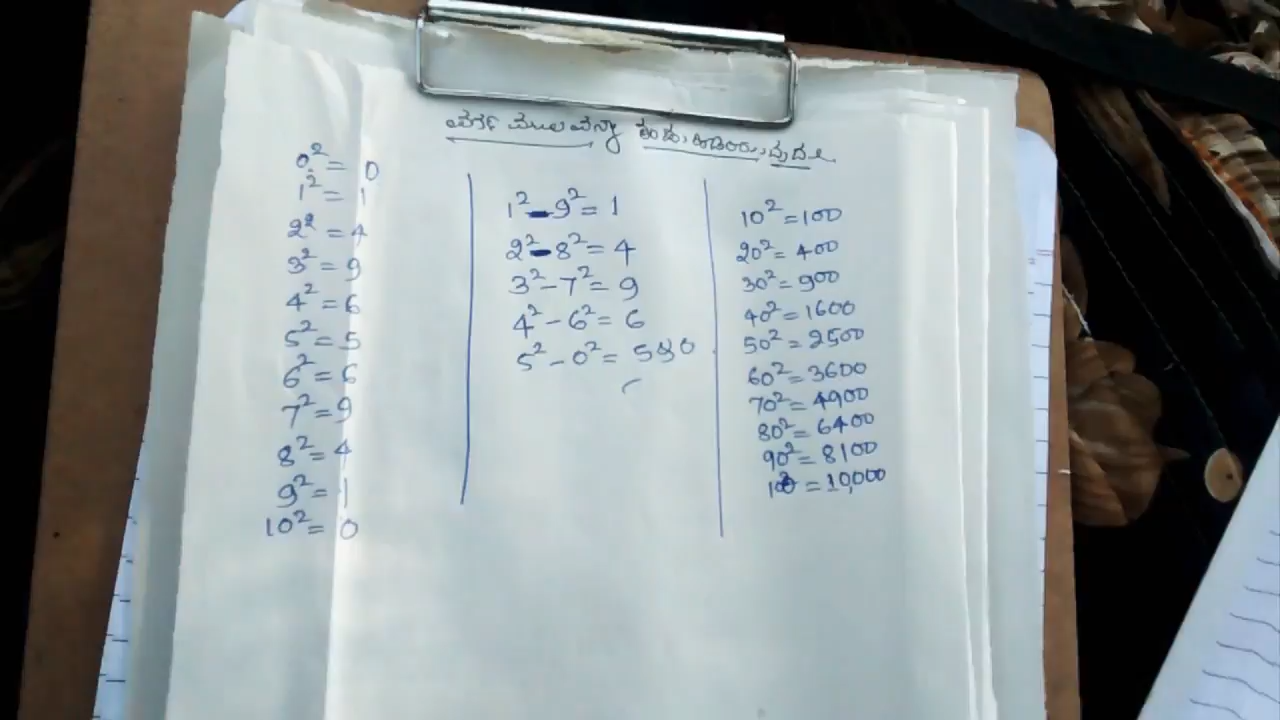 ವರ್ಗ ಮೂಲವನ್ನು ಕಂಡು,ಹಿಡಿಯು,ವುದು.
0² = 0
1² = 1
2² = 4
3² = 9
4² = 6
5² = 5
6² = 6
7² = 9
8² = 4
9² = 1
10² = 0
1² - 9² = 1
2² - 8² = 4
3² - 7² = 9
4² - 6² = 6
5² - 0² = 5&0
10² = 100
20² = 400
30² = 900
40² = 1600
50² = 2500
60² = 3600
70² = 4900
80² = 6400
90² = 8100
100² = 10,000